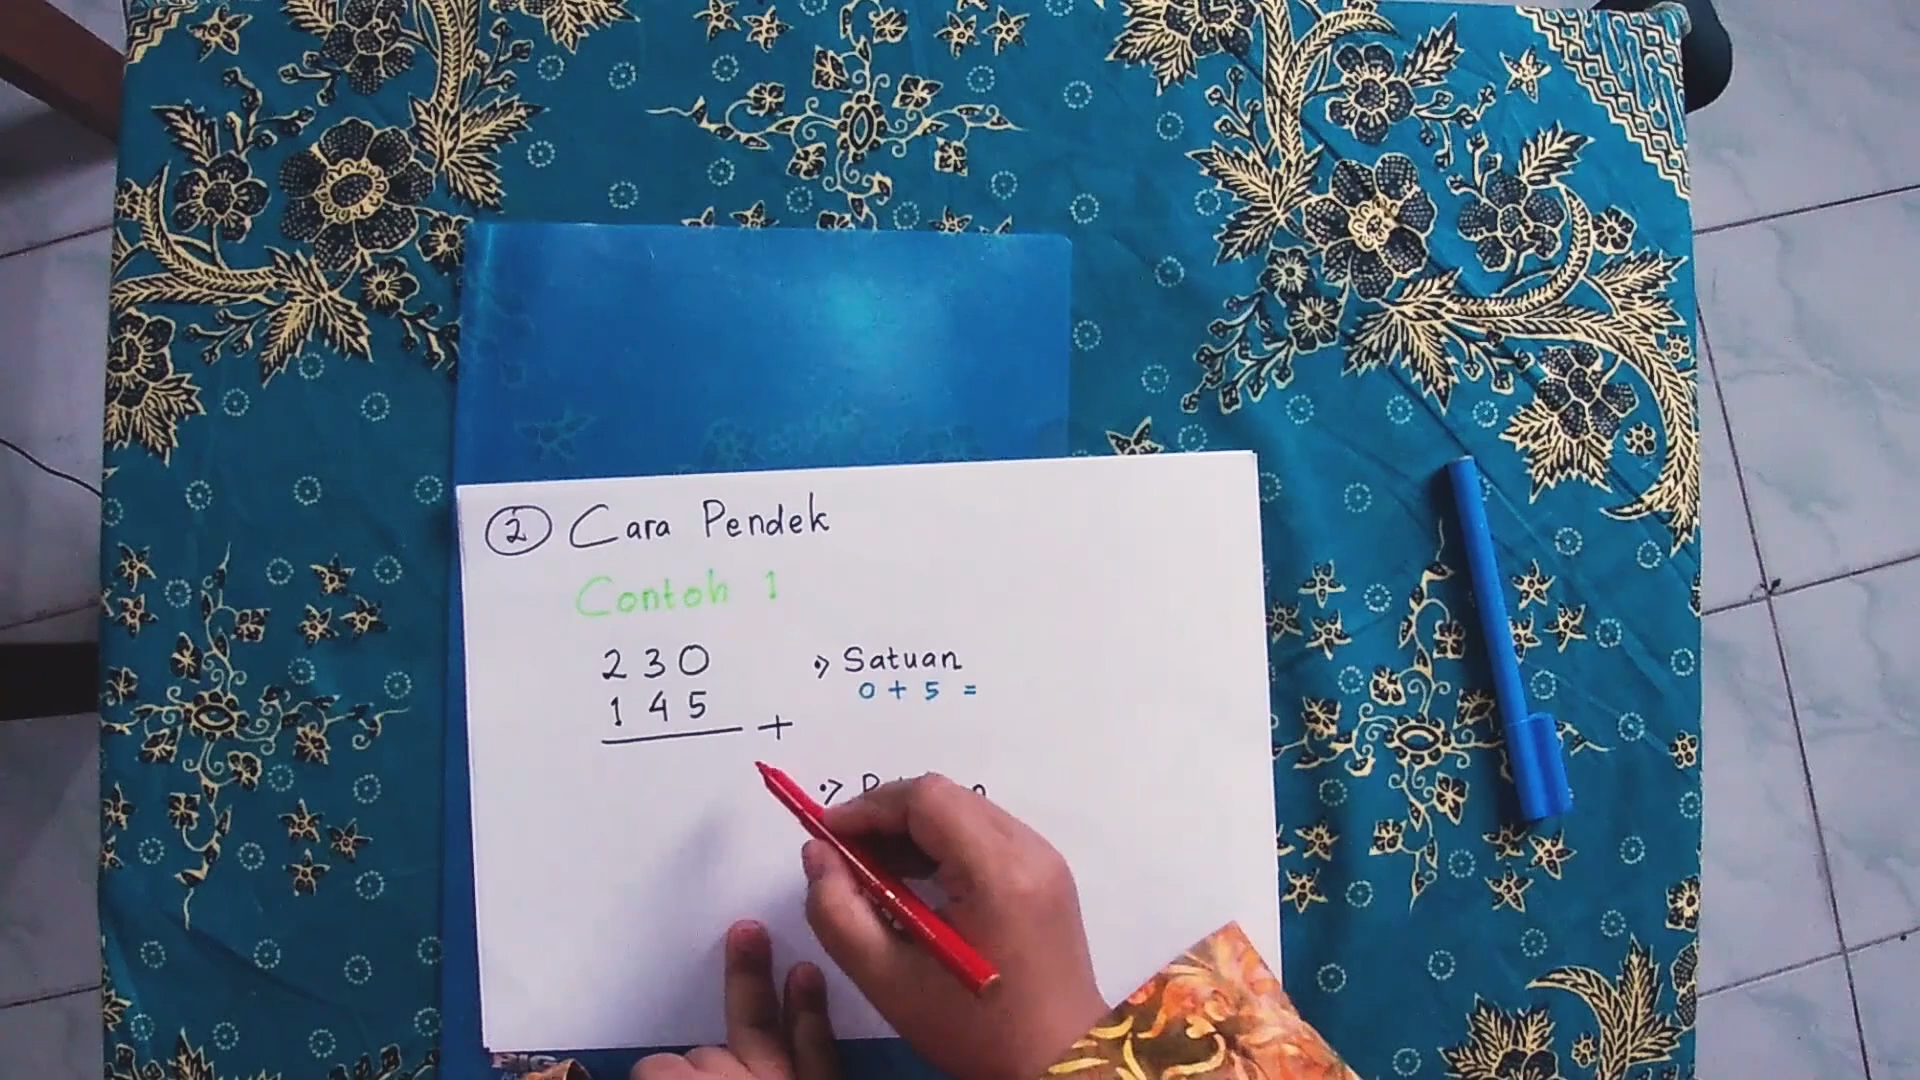 2 Cara Pendek
Contoh 1
230
145
+
Satuan
0 + 5 =